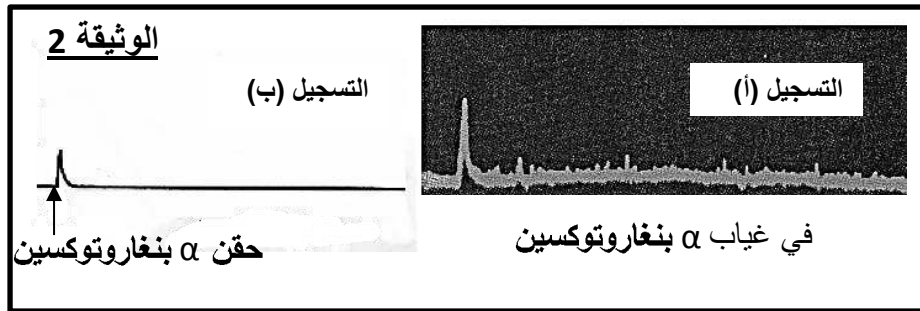 الوثيقة 2
التسجيل (أ)
التسجيل (ب)
في غياب α بنغاروتوكسين
حقن α بنغاروتوكسين